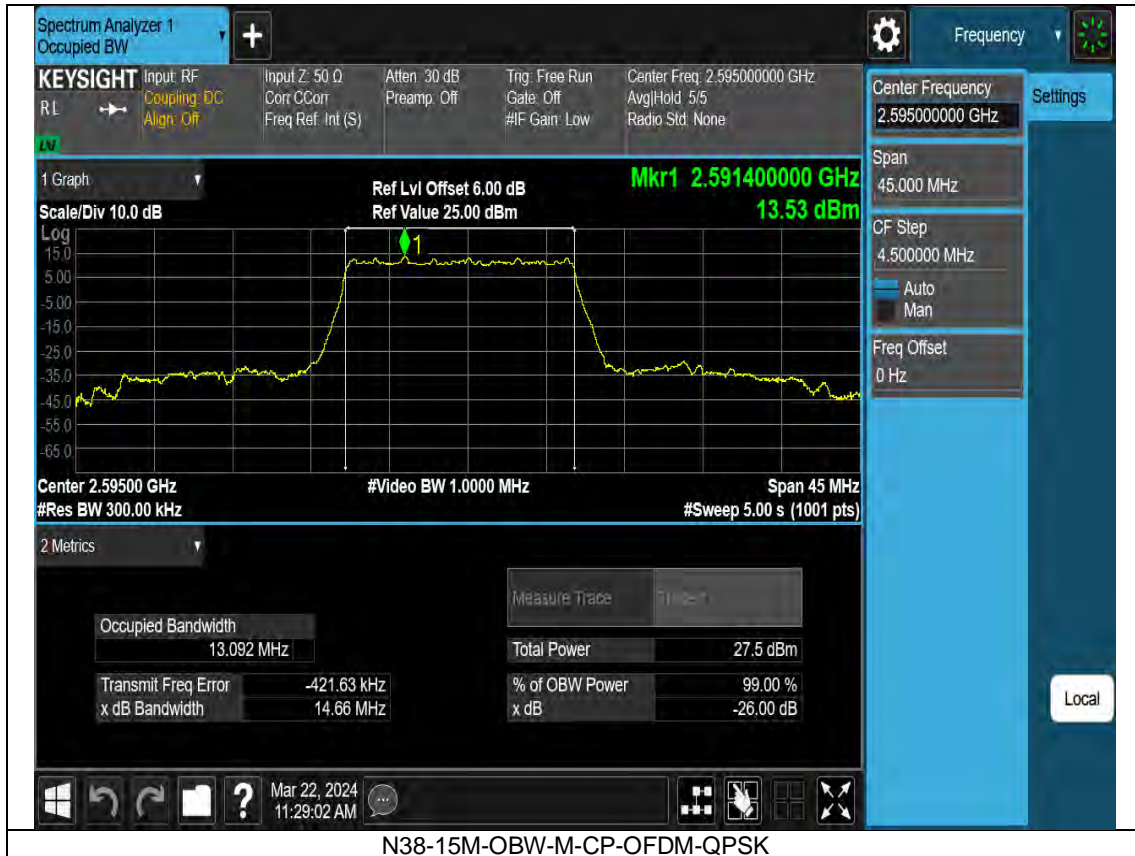 Spectrum Analyzer 1
Occupied BW
+
Frequency
KEYSIGHT
RL
Input: RF
Coupling: DC
Align: Off
Input Z: 50 Ω
Corr CCorr
Freq Ref: Int (S)
Atten: 30 dB
Preamp: Off
Trig: Free Run
Gate: Off
#IF Gain: Low
Center Freq: 2.595000000 GHz
Avg|Hold: 5/5
Radio Std: None
Center Frequency
2.595000000 GHz
Settings
Span
45.000 MHz
CF Step
4.500000 MHz
Auto
Man
Freq Offset
0 Hz
Local
1 Graph
Scale/Div 10.0 dB
Ref Lvl Offset 6.00 dB
Ref Value 25.00 dBm
Mkr1 2.591400000 GHz
13.53 dBm
Log
15.0
5.00
-5.00
-15.0
-25.0
-35.0
-45.0
-55.0
-65.0
1
Center 2.59500 GHz
#Res BW 300.00 kHz
#Video BW 1.0000 MHz
Span 45 MHz
#Sweep 5.00 s (1001 pts)
2 Metrics
Measure Trace
Occupied Bandwidth
13.092 MHz
Total Power 27.5 dBm
Transmit Freq Error -421.63 kHz
% of OBW Power 99.00 %
x dB Bandwidth 14.66 MHz
x dB -26.00 dB
?
Mar 22, 2024
11:29:02 AM
N38-15M-OBW-M-CP-OFDM-QPSK